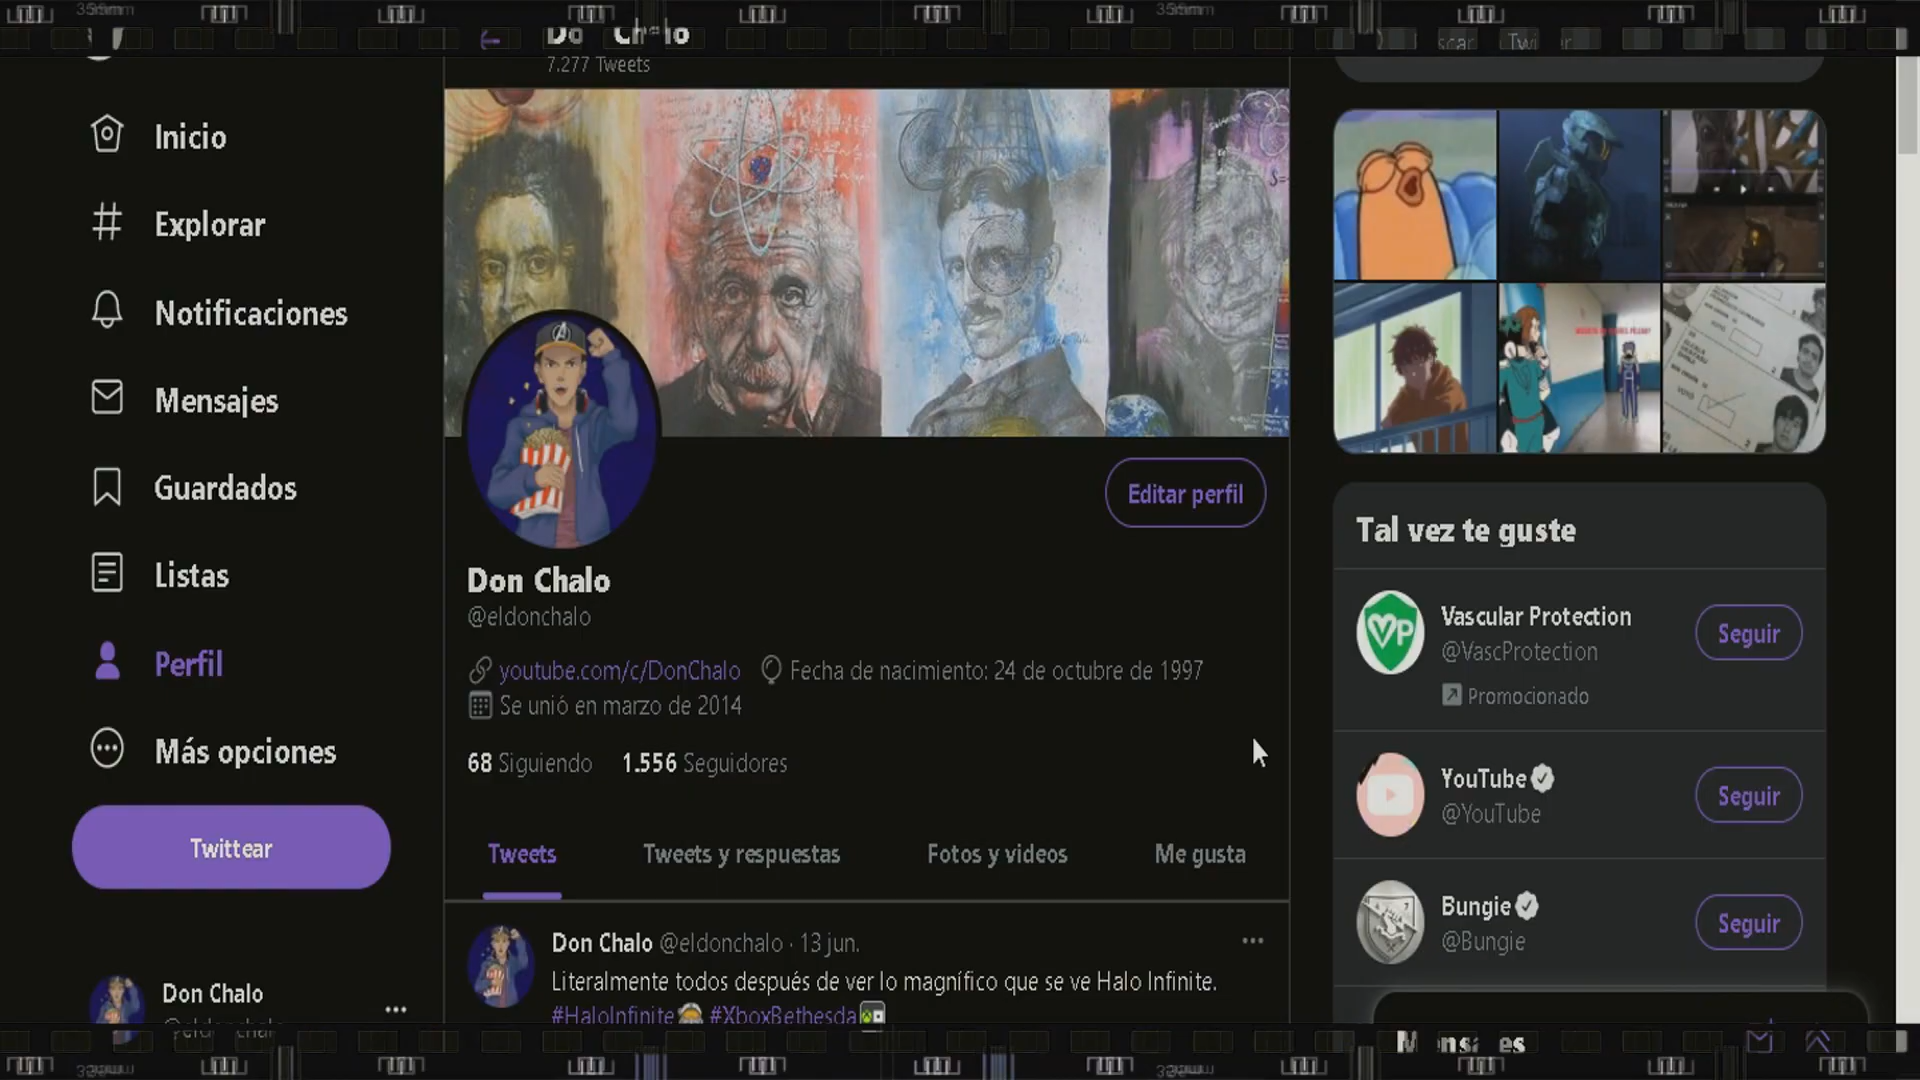 Don Chalo
7.277 Tweets
Inicio
Explorar
Notificaciones
Mensajes
Guardados
Listas
Perfil
Más opciones
Twittear
Don Chalo
Editar perfil
Don Chalo
@eldonchalo
youtube.com/c/DonChalo Fecha de nacimiento: 24 de octubre de 1997
Se unió en marzo de 2014
68 Siguiendo 1.556 Seguidores
Tweets Tweets y respuestas Fotos y videos Me gusta
Don Chalo @eldonchalo · 13 jun.
Literalmente todos después de ver lo magnífico que se ve Halo Infinite.
#HaloInfinite #XboxBethesda
Tal vez te guste
Vascular Protection
@VascProtection
Promocionado
Seguir
YouTube
@YouTube
Seguir
Bungie
@Bungie
Seguir
Mensajes